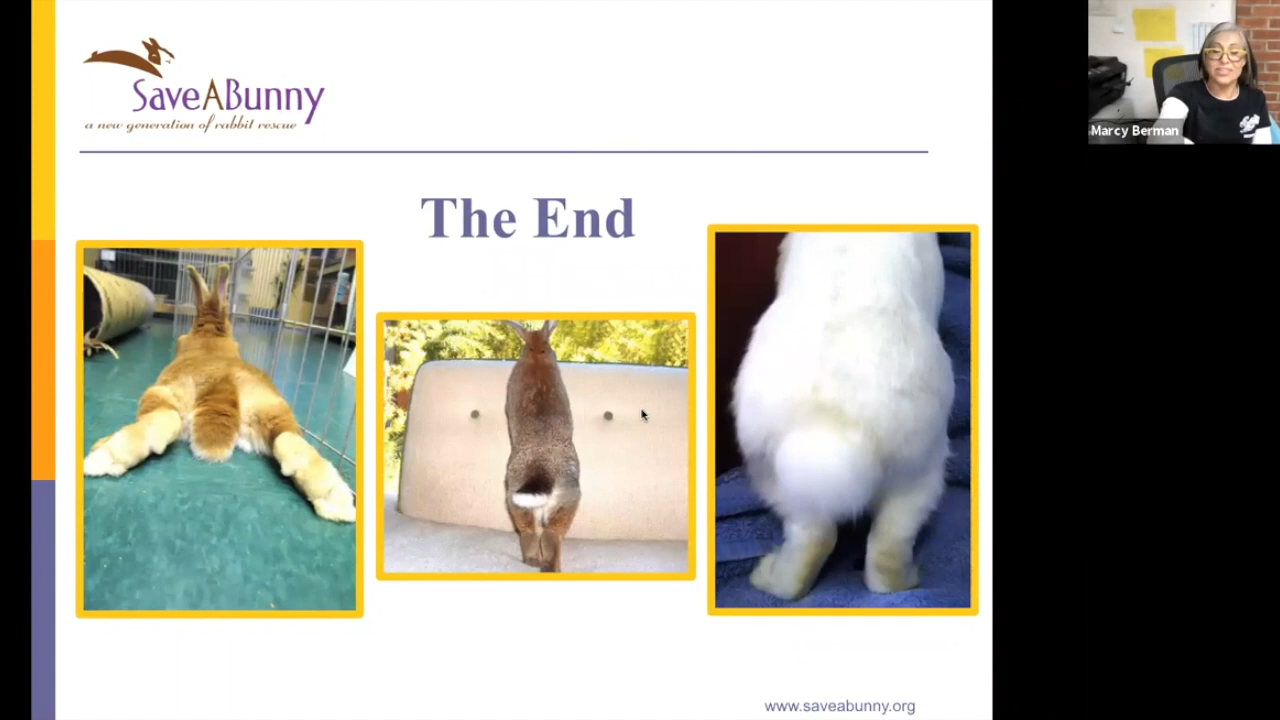 SaveABunny
a new generation of rabbit rescue
The End
www.saveabunny.org
Marcy Berman